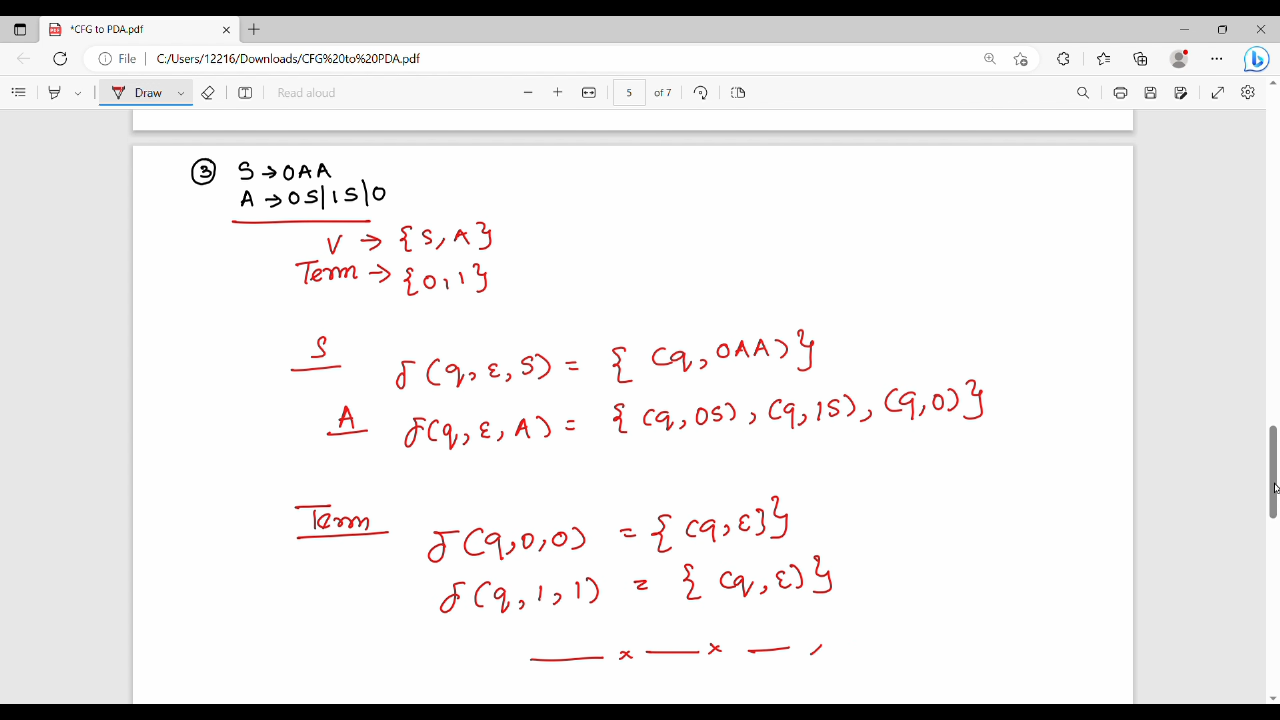 *CFG to PDA.pdf
File C:/Users/12216/Downloads/CFG%20to%20PDA.pdf
Draw Read aloud 5 of 7
③ S → 0AA
A → 0S|1S|0
V → {S, A}
Term → {0, 1}
S δ(q, ε, S) = { (q, 0AA) }
A δ(q, ε, A) = { (q, 0S), (q, 1S), (q, 0) }
Term
δ(q, 0, 0) = { (q, ε] }
δ(q, 1, 1) = { (q, ε) }
— × — × —